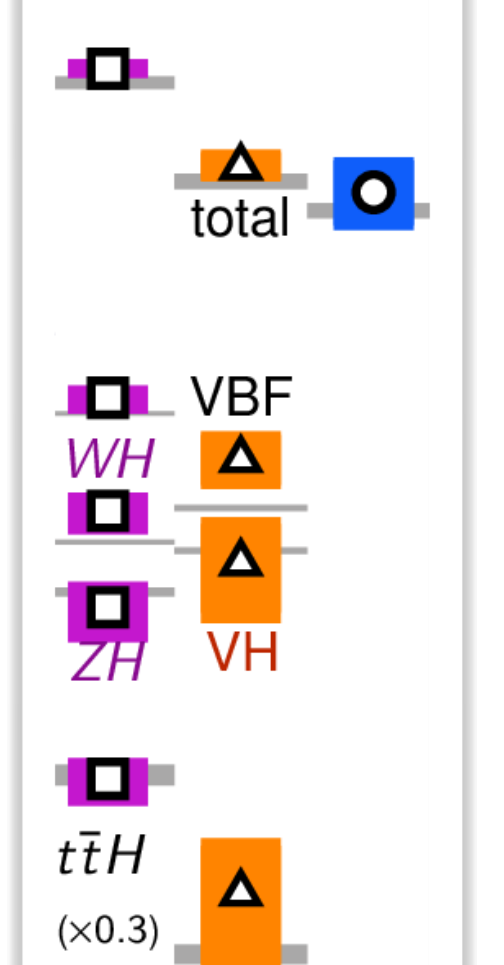 total
VBF
WH
ZH
VH
tt̄H
(×0.3)